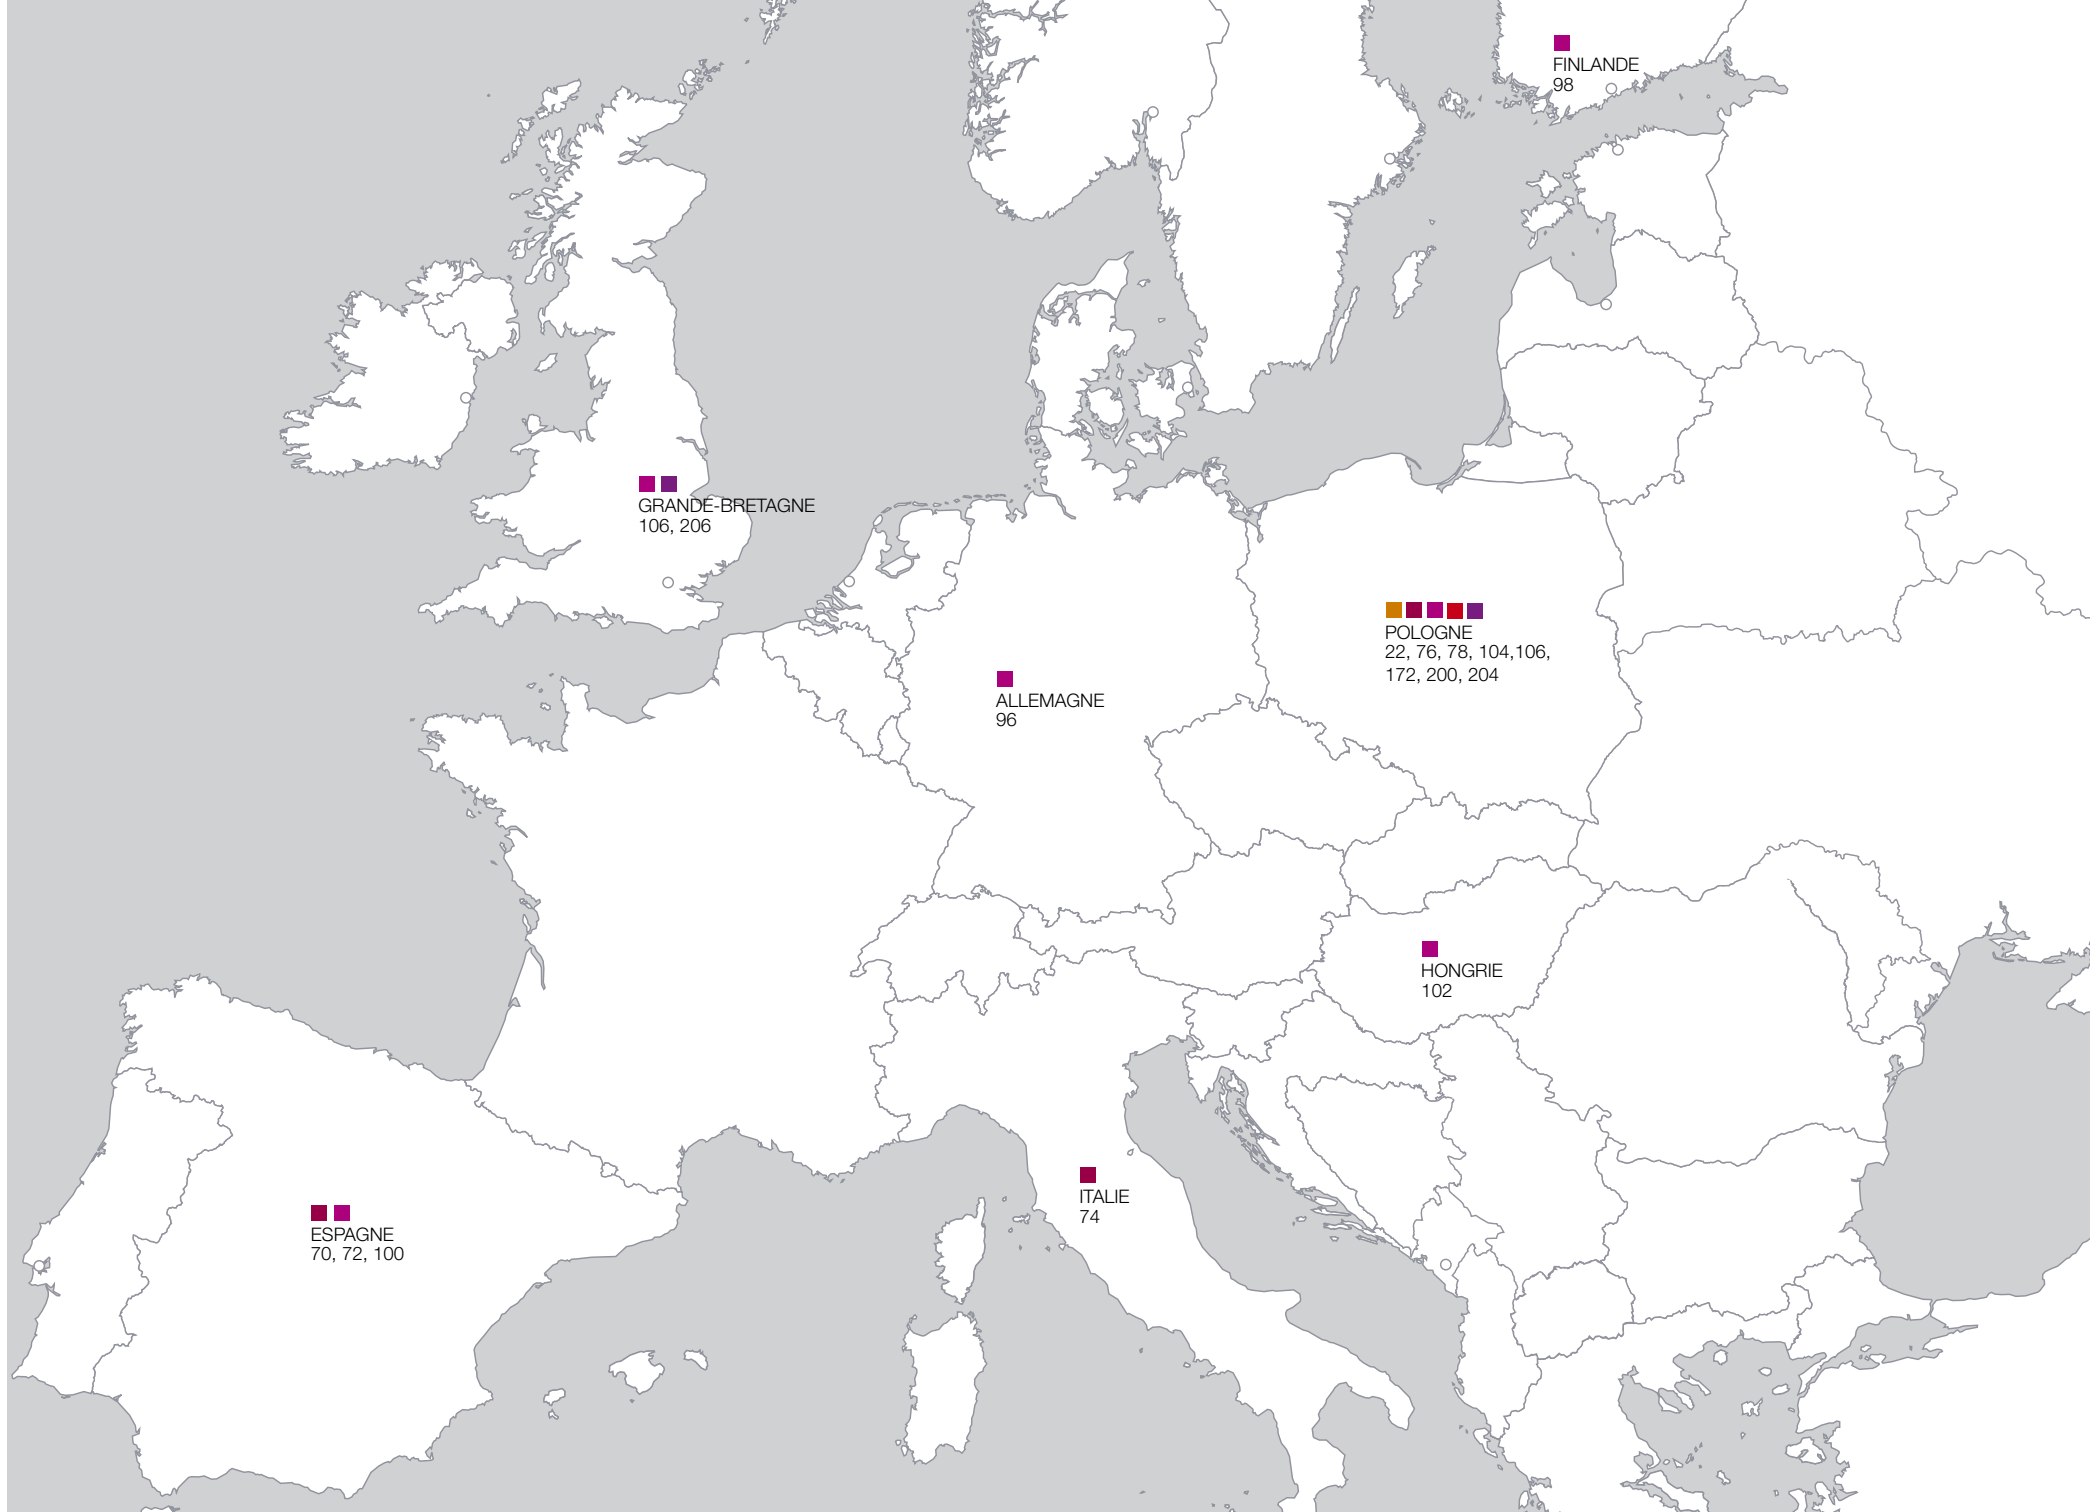 FINLANDE
98
GRANDE-BRETAGNE
106, 206
POLOGNE
22, 76, 78, 104,106,
172, 200, 204
ALLEMAGNE
96
HONGRIE
102
ITALIE
74
ESPAGNE
70, 72, 100